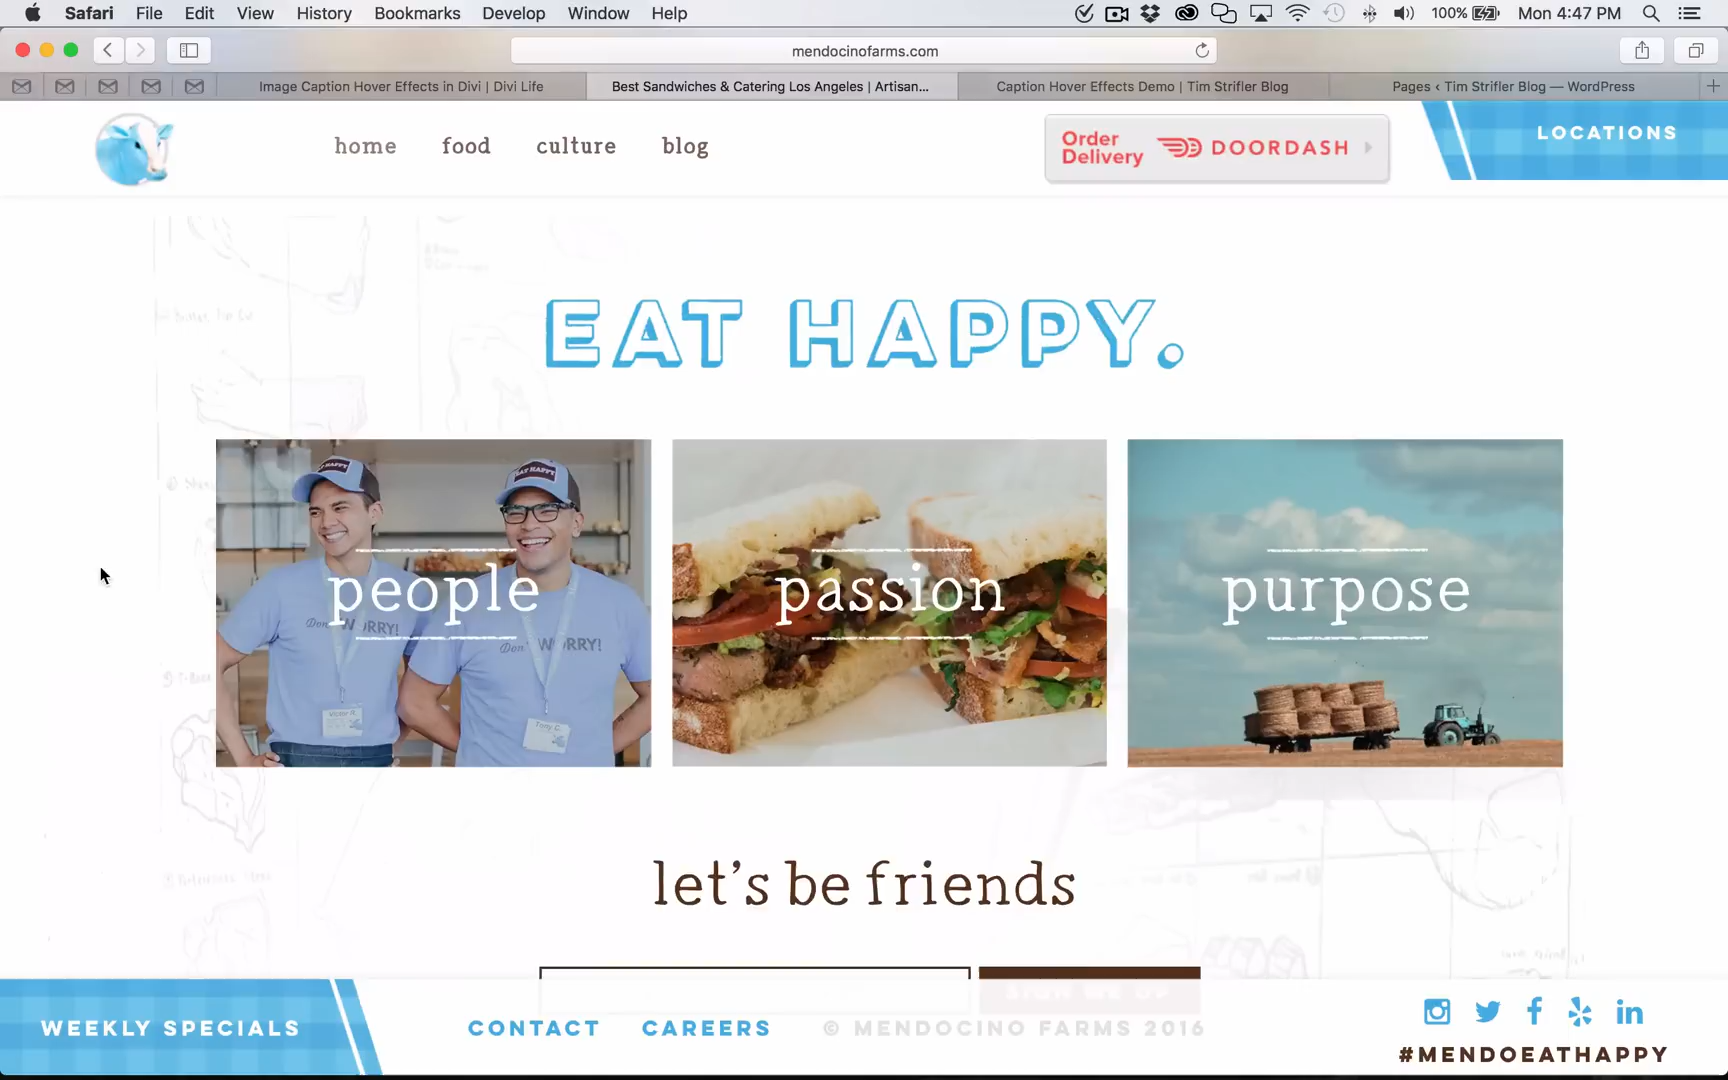 Safari File Edit View History Bookmarks Develop Window Help 100% Mon 4:47 PM
mendocinofarms.com
Image Caption Hover Effects in Divi | Divi Life Best Sandwiches & Catering Los Angeles | Artisan... Caption Hover Effects Demo | Tim Strifler Blog Pages ‹ Tim Strifler Blog — WordPress
home food culture blog
Order
Delivery
DOORDASH
LOCATIONS
EAT HAPPY.
people
passion
purpose
let's be friends
SIGN ME UP
WEEKLY SPECIALS
CONTACT CAREERS © MENDOCINO FARMS 2016
#MENDOEATHAPPY